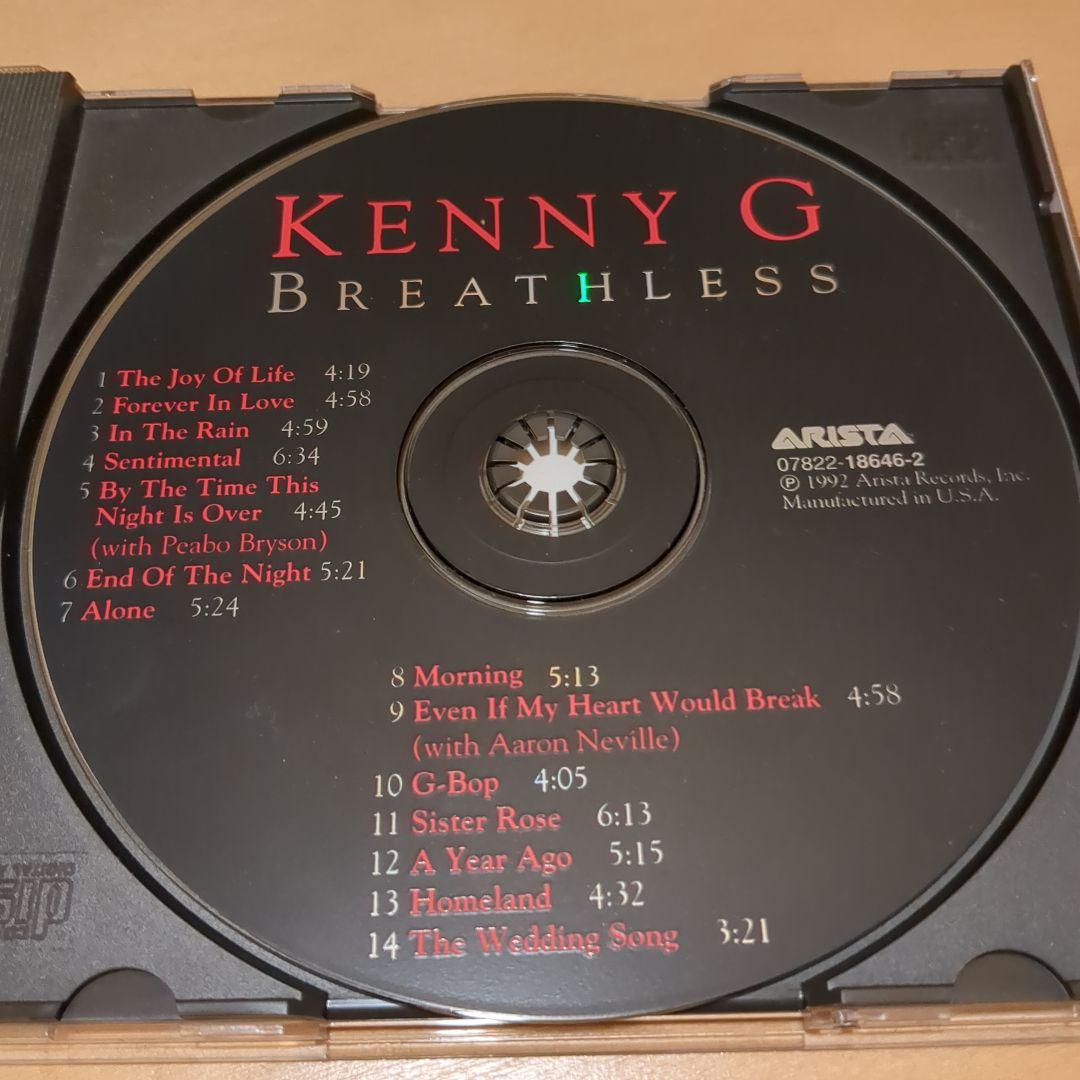 KENNY G
BREATHLESS
1 The Joy Of Life 4:19
2 Forever In Love 4:58
3 In The Rain 4:59
4 Sentimental 6:34
5 By The Time This
Night Is Over 4:45
(with Peabo Bryson)
6 End Of The Night 5:21
7 Alone 5:24
ARISTA
07822-18646-2
℗ 1992 Arista Records, Inc.
Manufactured in U.S.A.
8 Morning 5:13
9 Even If My Heart Would Break 4:58
(with Aaron Neville)
10 G-Bop 4:05
11 Sister Rose 6:13
12 A Year Ago 5:15
13 Homeland 4:32
14 The Wedding Song 3:21